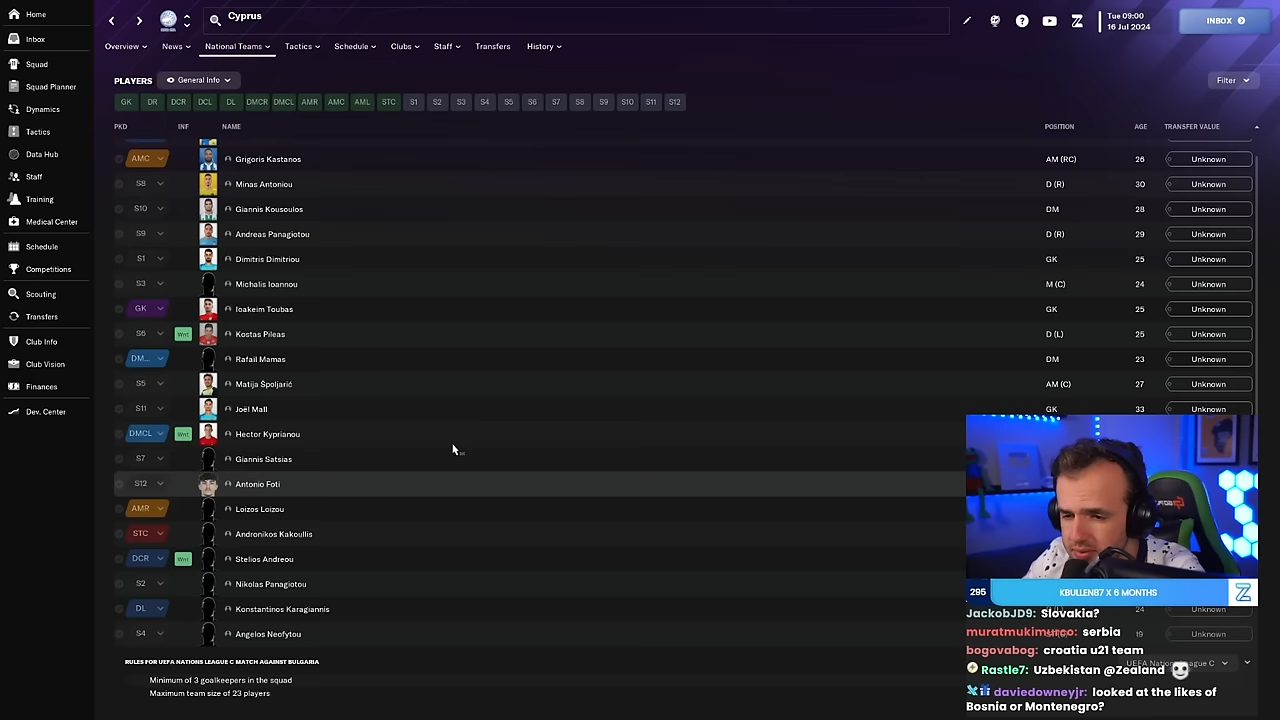 Home
Inbox
Squad
Squad Planner
Dynamics
Tactics
Data Hub
Staff
Training
Medical Center
Schedule
Competitions
Scouting
Transfers
Club Info
Club Vision
Finances
Dev. Center
Cyprus
Tue 09:00
16 Jul 2024
INBOX
Overview News National Teams Tactics Schedule Clubs Staff Transfers History
PLAYERS General Info Filter
GK DR DCR DCL DL DMCR DMCL AMR AMC AML STC S1 S2 S3 S4 S5 S6 S7 S8 S9 S10 S11 S12
PKD INF NAME POSITION AGE TRANSFER VALUE
AMC Grigoris Kastanos AM (RC) 26 Unknown
S8 Minas Antoniou D (R) 30 Unknown
S10 Giannis Kousoulos DM 28 Unknown
S9 Andreas Panagiotou D (R) 29 Unknown
S1 Dimitris Dimitriou GK 25 Unknown
S3 Michalis Ioannou M (C) 24 Unknown
GK Ioakeim Toubas GK 25 Unknown
S6 Wnt Kostas Pileas D (L) 25 Unknown
DM... Rafail Mamas DM 23 Unknown
S5 Matija Špoljarić AM (C) 27 Unknown
S11 Joël Mall GK 33 Unknown
DMCL Wnt Hector Kyprianou
S7 Giannis Satsias
S12 Antonio Foti
AMR Loizos Loizou
STC Andronikos Kakoullis
DCR Wnt Stelios Andreou
S2 Nikolas Panagiotou
DL Konstantinos Karagiannis 24 Unknown
S4 Angelos Neofytou 19 Unknown
RULES FOR UEFA NATIONS LEAGUE C MATCH AGAINST BULGARIA
Minimum of 3 goalkeepers in the squad
Maximum team size of 23 players
295 KBULLEN87 X 6 MONTHS Z
JackobJD9: Slovakia?
serbia
bogovabog: croatia u21 team
Rastle7: Uzbekistan @Zealand
daviedowneyjr: looked at the likes of
Bosnia or Montenegro?